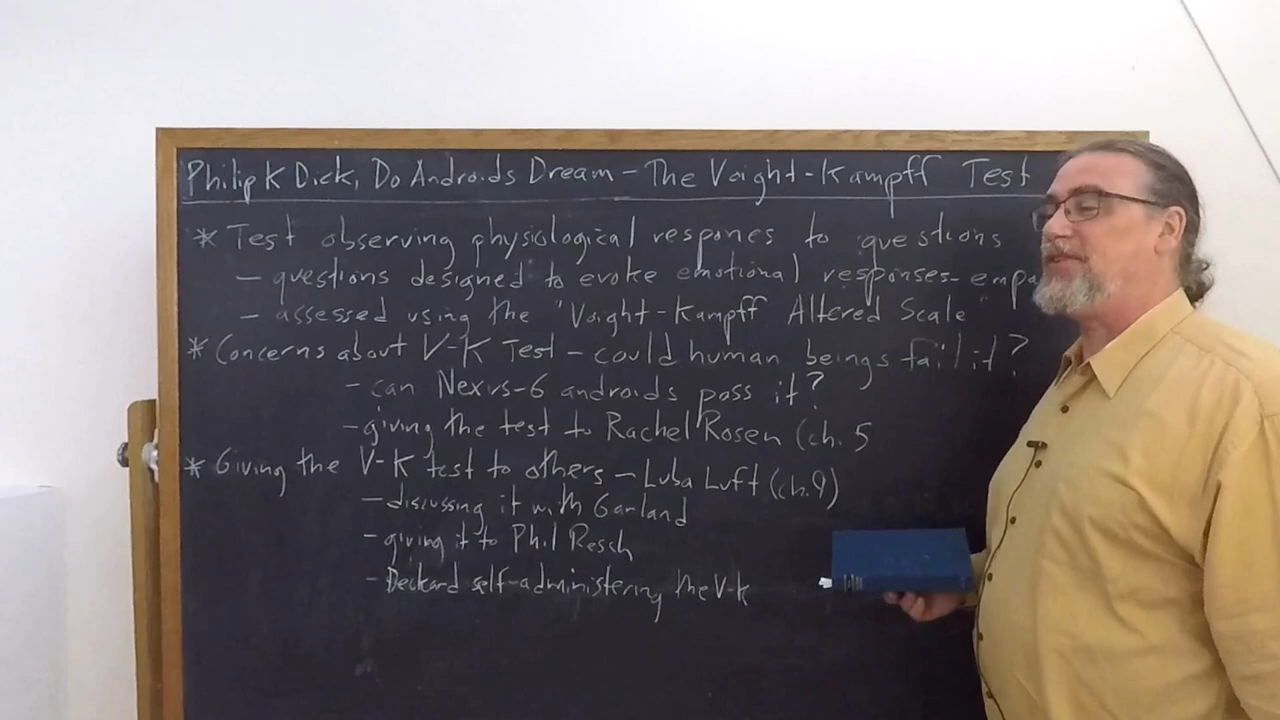 Philip K Dick, Do Androids Dream - The Voight-Kampff Test
* Test observing physiological respones to questions
- questions designed to evoke emotional responses - empa
- assessed using the "Voight-Kampff Altered Scale"
* Concerns about V-K Test - could human beings fail it?
- can Nexus-6 androids pass it?
- giving the test to Rachel Rosen (ch. 5
* Giving the V-K test to others - Luba Luft (ch. 9)
- discussing it with Garland
- giving it to Phil Resch
- Deckard self-administering the V-K